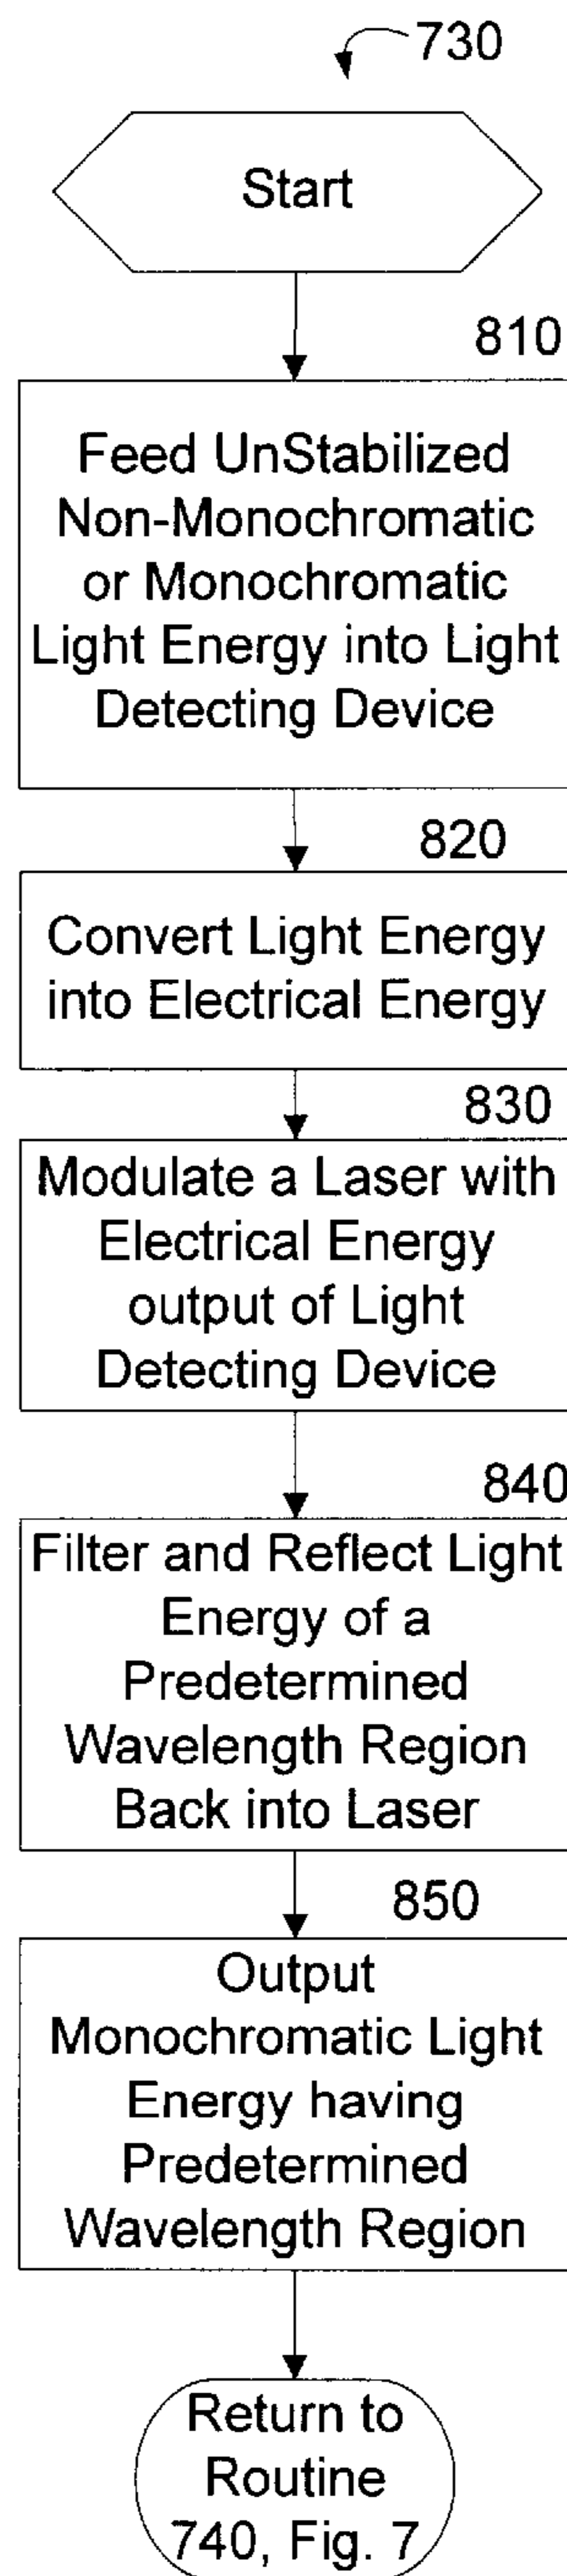 730
Start
810
Feed UnStabilized
Non-Monochromatic
or Monochromatic
Light Energy into Light
Detecting Device
820
Convert Light Energy
into Electrical Energy
830
Modulate a Laser with
Electrical Energy
output of Light
Detecting Device
840
Filter and Reflect Light
Energy of a
Predetermined
Wavelength Region
Back into Laser
850
Output
Monochromatic Light
Energy having
Predetermined
Wavelength Region
Return to
Routine
740, Fig. 7